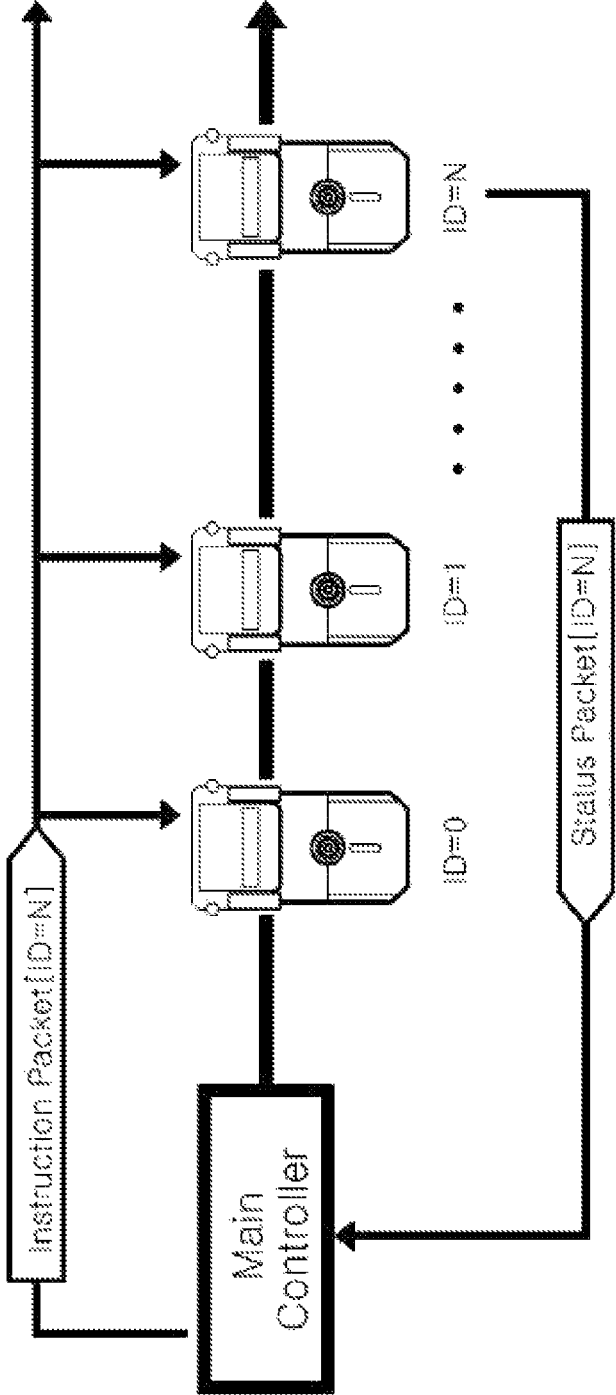 Instruction Packet[ID=N]
Main
Controller
ID=0
ID=1
ID=N
Status Packet[ID=N]